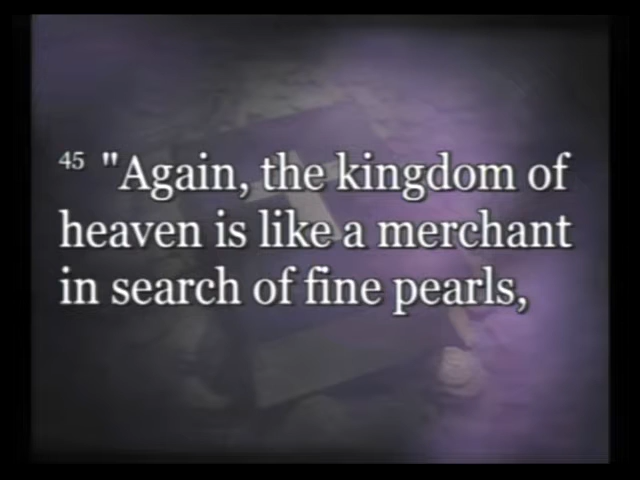 45 "Again, the kingdom of
heaven is like a merchant
in search of fine pearls,